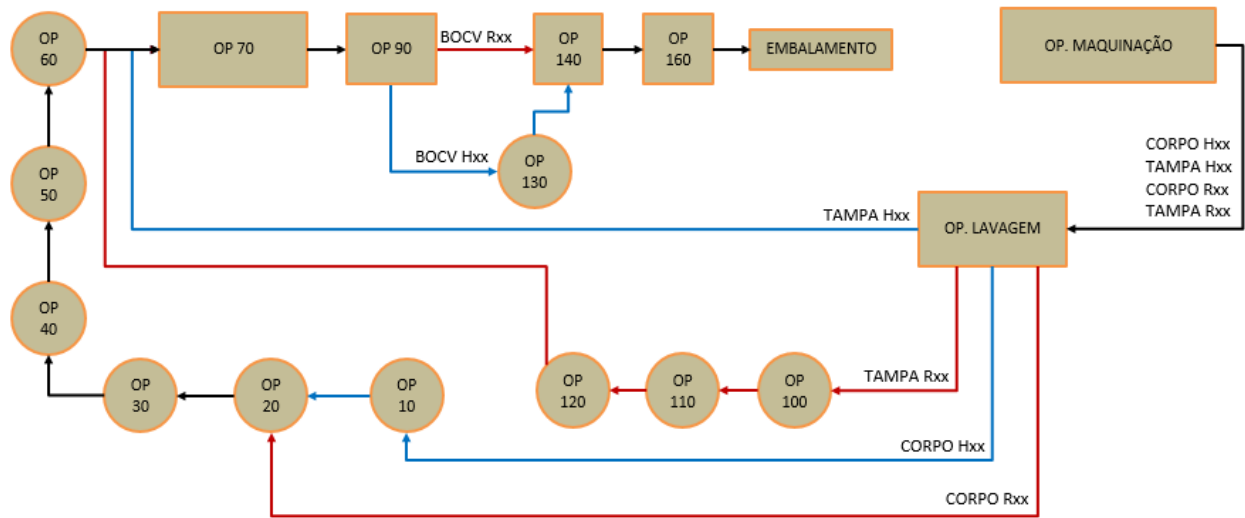 OP
60
OP 70
OP 90
BOCV Rxx
OP
140
OP
160
EMBALAMENTO
OP. MAQUINAÇÃO
CORPO Hxx
TAMPA Hxx
CORPO Rxx
TAMPA Rxx
BOCV Hxx
OP
130
OP
50
TAMPA Hxx
OP. LAVAGEM
OP
40
OP
30
OP
20
OP
10
OP
120
OP
110
OP
100
TAMPA Rxx
CORPO Hxx
CORPO Rxx